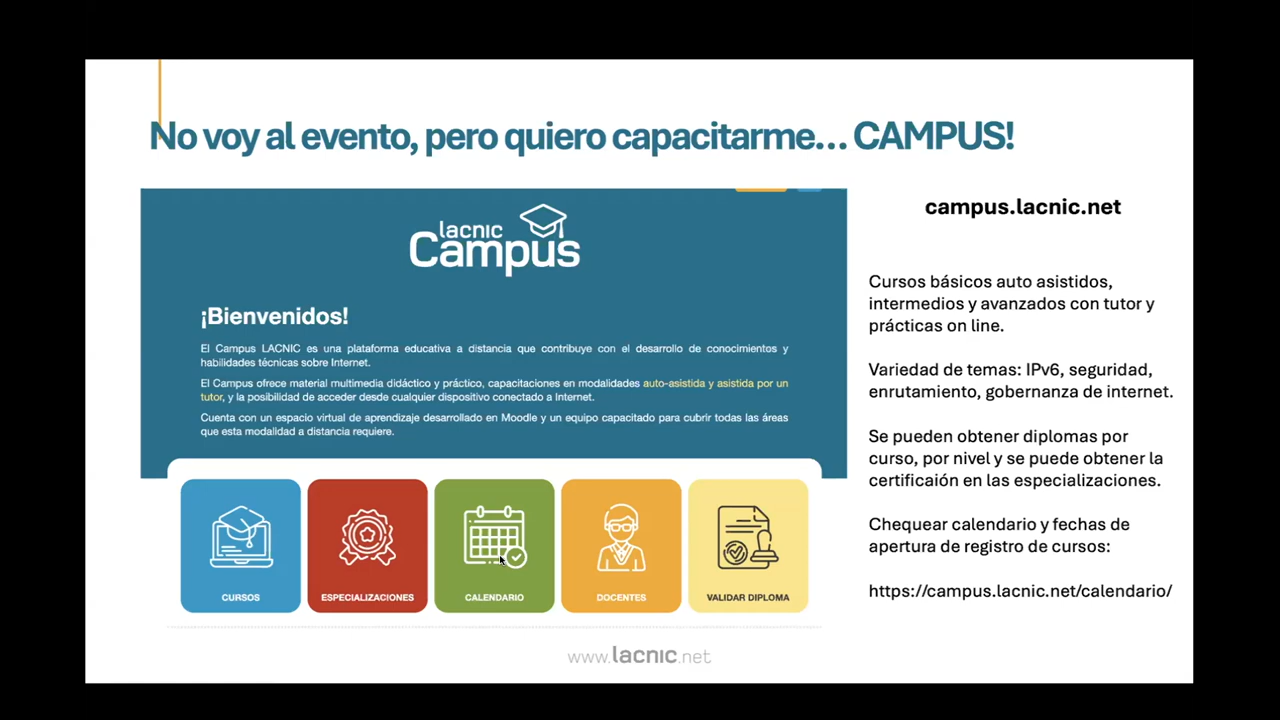 No voy al evento, pero quiero capacitarme... CAMPUS!
lacnic
Campus
¡Bienvenidos!
El Campus LACNIC es una plataforma educativa a distancia que contribuye con el desarrollo de conocimientos y
habilidades técnicas sobre Internet.
El Campus ofrece material multimedia didáctico y práctico, capacitaciones en modalidades auto-asistida y asistida por un
tutor, y la posibilidad de acceder desde cualquier dispositivo conectado a Internet.
Cuenta con un espacio virtual de aprendizaje desarrollado en Moodle y un equipo capacitado para cubrir todas las áreas
que esta modalidad a distancia requiere.
CURSOS
ESPECIALIZACIONES
CALENDARIO
DOCENTES
VALIDAR DIPLOMA
campus.lacnic.net
Cursos básicos auto asistidos,
intermedios y avanzados con tutor y
prácticas on line.
Variedad de temas: IPv6, seguridad,
enrutamiento, gobernanza de internet.
Se pueden obtener diplomas por
curso, por nivel y se puede obtener la
certificaión en las especializaciones.
Chequear calendario y fechas de
apertura de registro de cursos:
https://campus.lacnic.net/calendario/
www.lacnic.net